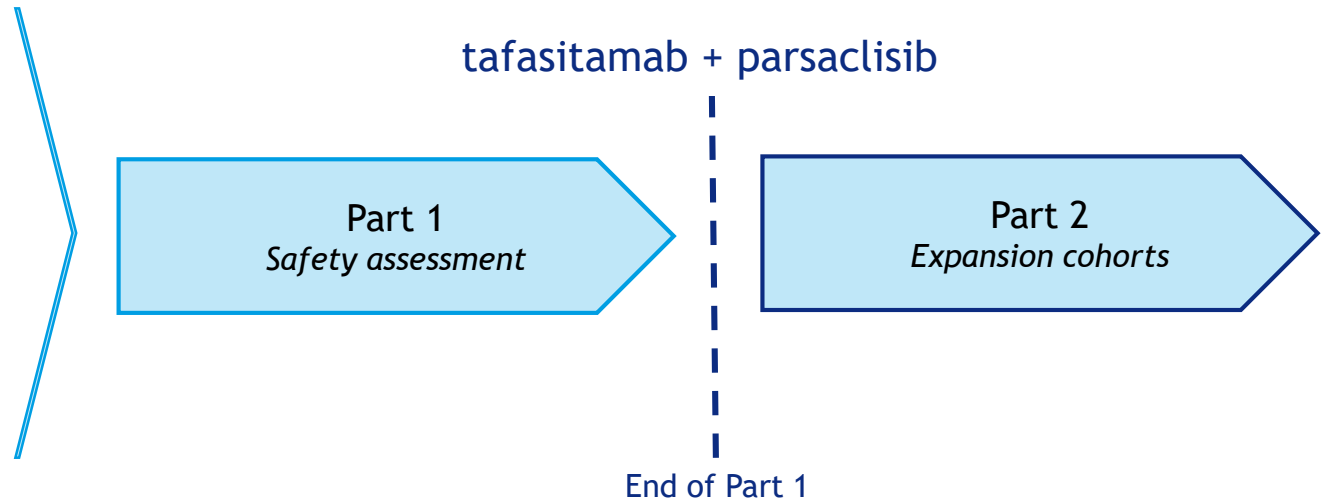 tafasitamab + parsaclisib
Part 1
Safety assessment
Part 2
Expansion cohorts
End of Part 1